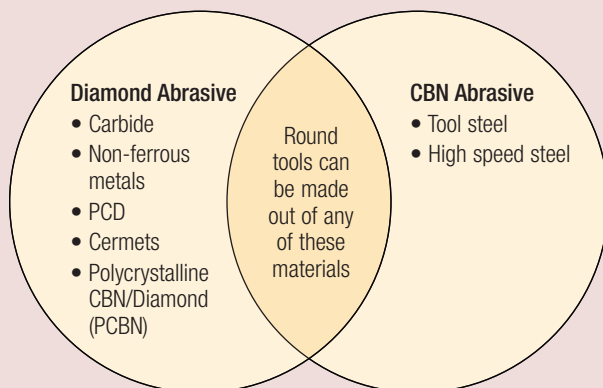 Diamond Abrasive
• Carbide
• Non-ferrous
metals
• PCD
• Cermets
• Polycrystalline
CBN/Diamond
(PCBN)
Round
tools can
be made
out of any
of these
materials
CBN Abrasive
• Tool steel
• High speed steel